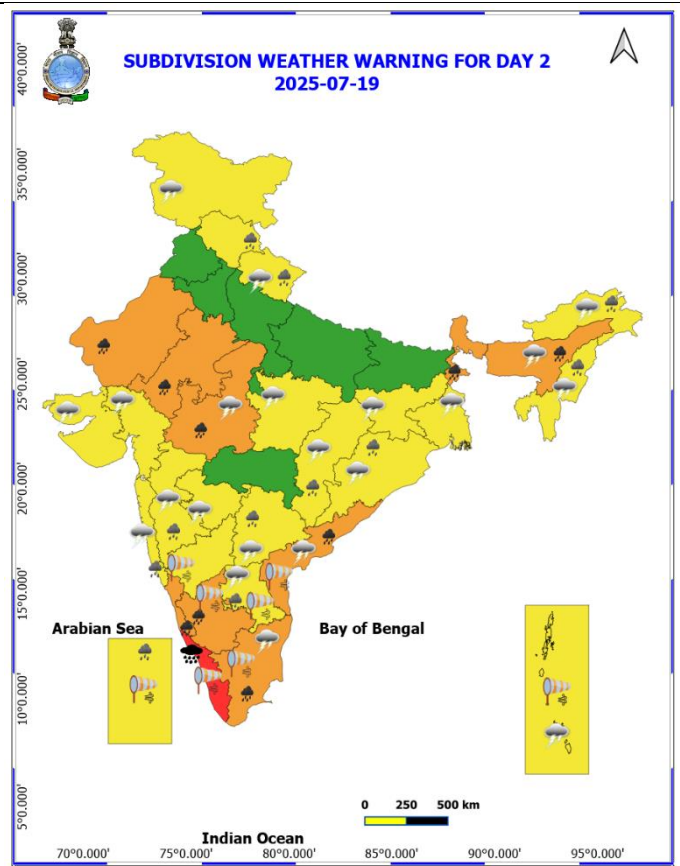 SUBDIVISION WEATHER WARNING FOR DAY 2
2025-07-19
40°0.000'
35°0.000'
30°0.000'
25°0.000'
20°0.000'
15°0.000'
10°0.000'
5°0.000'
Arabian Sea
Bay of Bengal
0 250 500 km
Indian Ocean
70°0.000' 75°0.000' 80°0.000' 85°0.000' 90°0.000' 95°0.000'